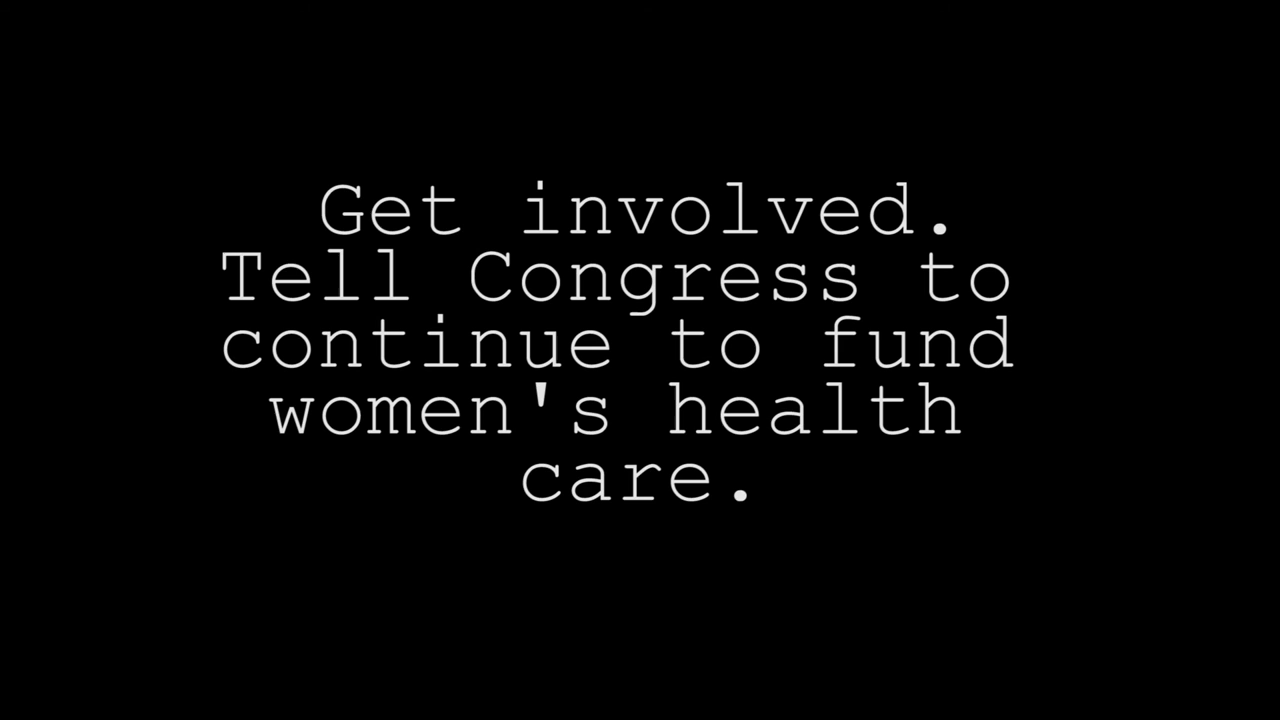 Get involved.
Tell Congress to
continue to fund
women's health
care.